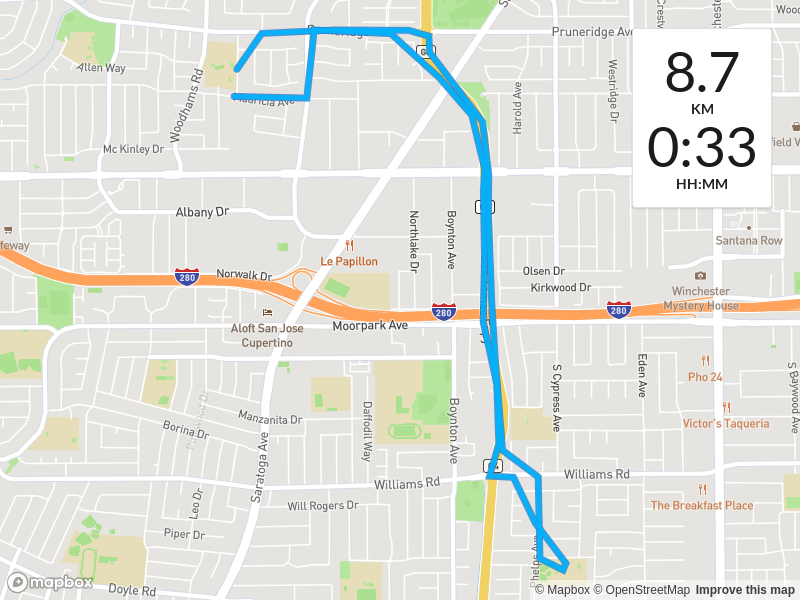 Pruneridge Ave
Allen Way
Woodhams Rd
Mauricia Ave
Mc Kinley Dr
Harold Ave
Westridge Dr
8.7
KM
0:33
HH:MM
Albany Dr
Northlake Dr
Boynton Ave
Le Papillon
Norwalk Dr
280
Olsen Dr
Kirkwood Dr
Santana Row
Winchester
Mystery House
280
280
Aloft San Jose
Cupertino
Moorpark Ave
S Cypress Ave
Eden Ave
Pho 24
S Baywood Ave
Manzanita Dr
Borina Dr
Daffodil Way
Boynton Ave
Victor's Taqueria
Saratoga Ave
Williams Rd
Williams Rd
Leo Dr
Will Rogers Dr
The Breakfast Place
Piper Dr
Phelps Ave
Doyle Rd
mapbox
© Mapbox © OpenStreetMap Improve this map